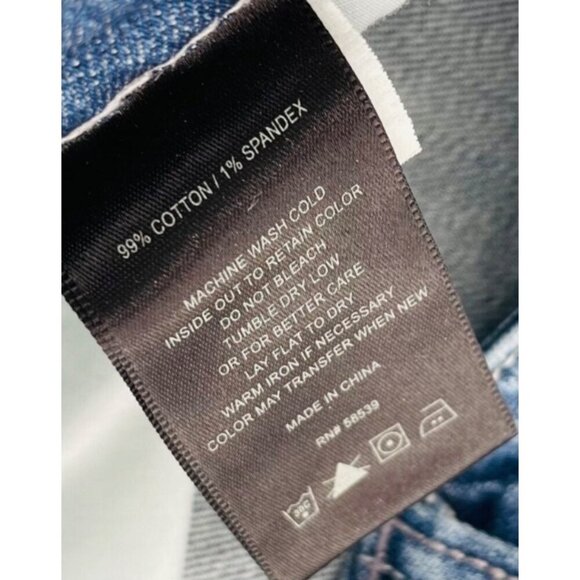 99% COTTON / 1% SPANDEX
MACHINE WASH COLD
INSIDE OUT TO RETAIN COLOR
DO NOT BLEACH
TUMBLE DRY LOW
OR FOR BETTER CARE
LAY FLAT TO DRY
WARM IRON IF NECESSARY
COLOR MAY TRANSFER WHEN NEW
MADE IN CHINA
RN# 58539
30C